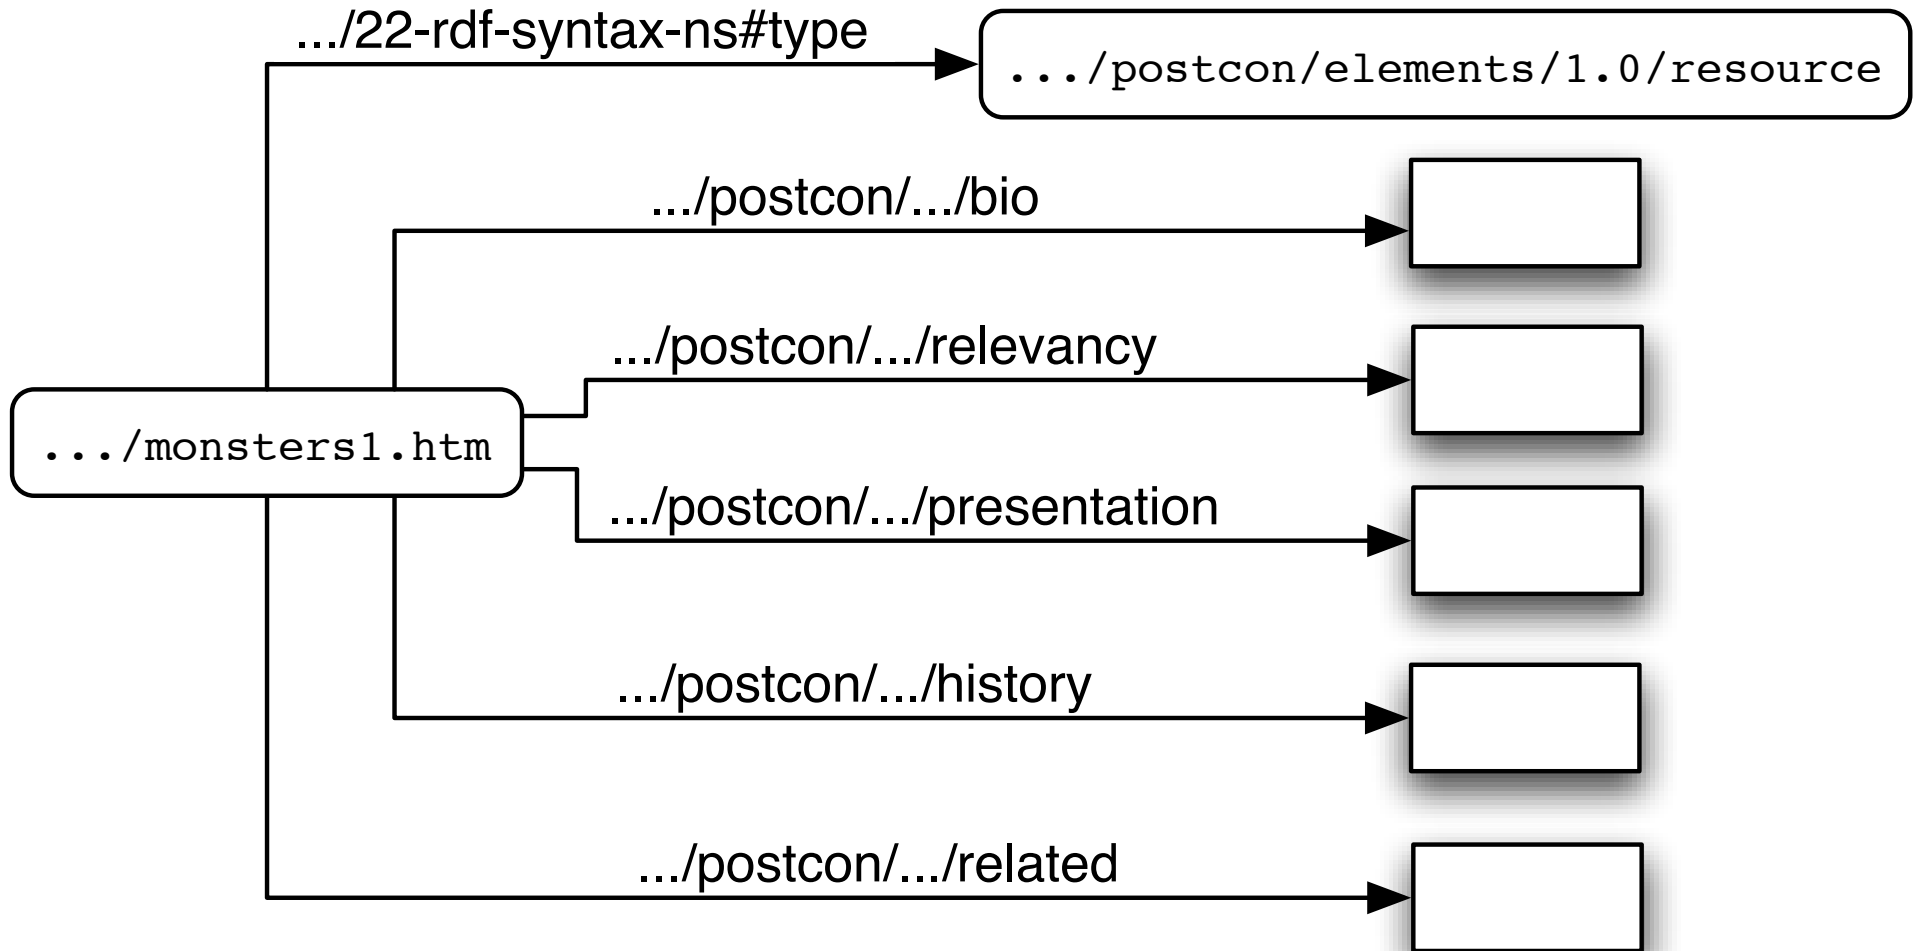 .../22-rdf-syntax-ns#type
.../postcon/elements/1.0/resource
.../postcon/.../bio
.../postcon/.../relevancy
.../monsters1.htm
.../postcon/.../presentation
.../postcon/.../history
.../postcon/.../related